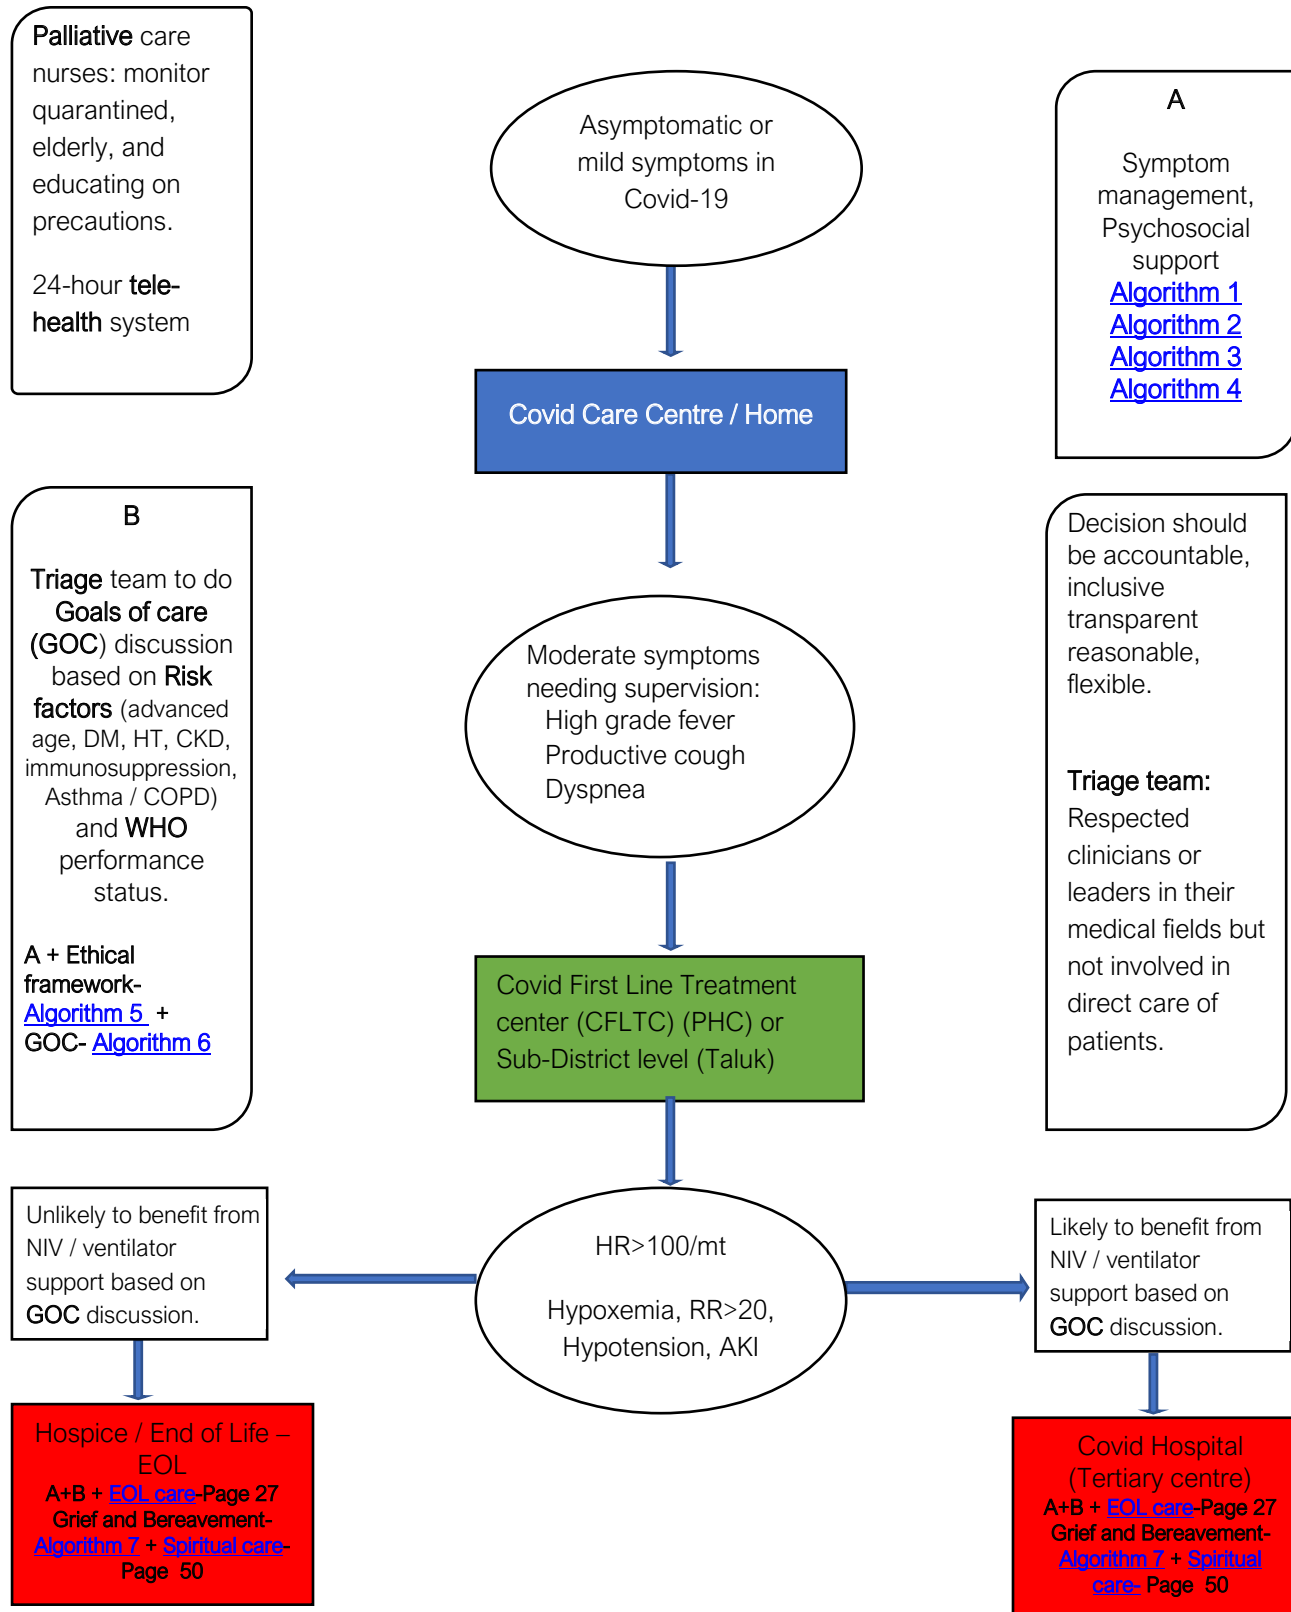 Palliative care
nurses: monitor
quarantined,
elderly, and
educating on
precautions.
24-hour tele-
health system
Asymptomatic or
mild symptoms in
Covid-19
A
Symptom
management,
Psychosocial
support
Algorithm 1
Algorithm 2
Algorithm 3
Algorithm 4
Covid Care Centre / Home
B
Triage team to do
Goals of care
(GOC) discussion
based on Risk
factors (advanced
age, DM, HT, CKD,
immunosuppression,
Asthma / COPD)
and WHO
performance
status.
A + Ethical
framework-
Algorithm 5 +
GOC- Algorithm 6
Moderate symptoms
needing supervision:
High grade fever
Productive cough
Dyspnea
Decision should
be accountable,
inclusive
transparent
reasonable,
flexible.
Triage team:
Respected
clinicians or
leaders in their
medical fields but
not involved in
direct care of
patients.
Covid First Line Treatment
center (CFLTC) (PHC) or
Sub-District level (Taluk)
Unlikely to benefit from
NIV / ventilator
support based on
GOC discussion.
HR>100/mt
Hypoxemia, RR>20,
Hypotension, AKI
Likely to benefit from
NIV / ventilator
support based on
GOC discussion.
Hospice / End of Life –
EOL
A+B + EOL care-Page 27
Grief and Bereavement-
Algorithm 7 + Spiritual care-
Page 50
Covid Hospital
(Tertiary centre)
A+B + EOL care-Page 27
Grief and Bereavement-
Algorithm 7 + Spiritual
care- Page 50